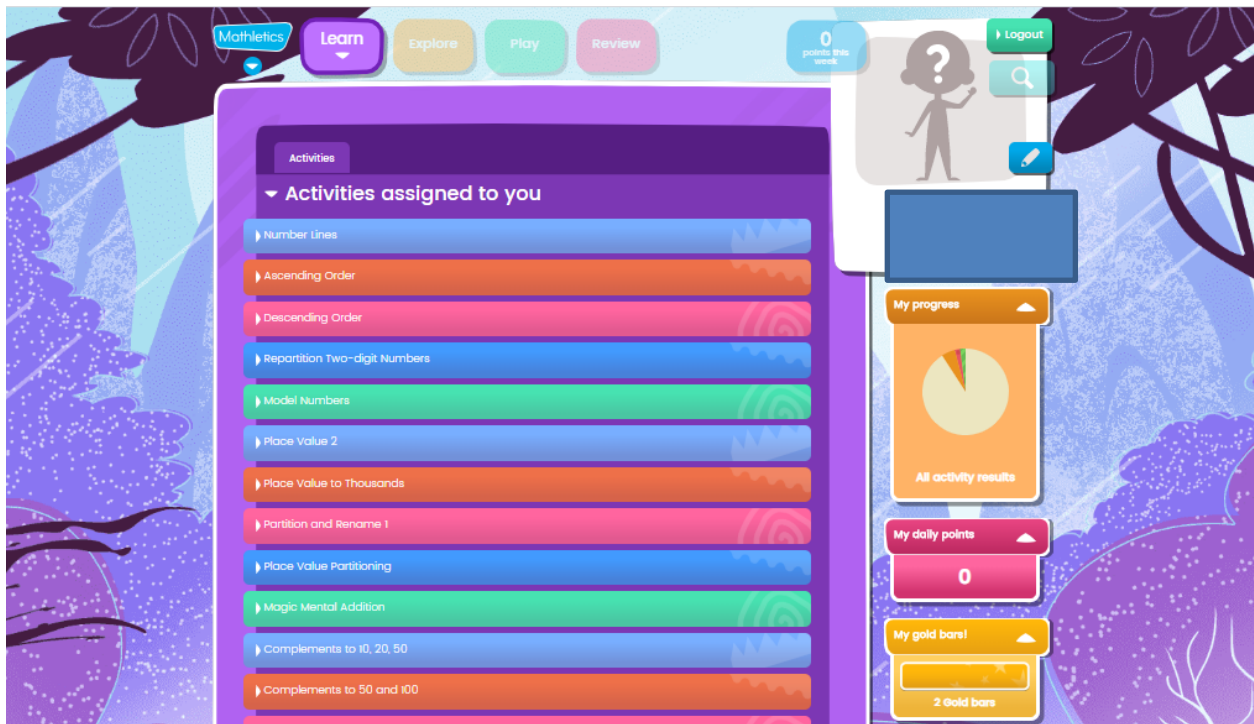 Mathletics
Learn
Explore
Play
Review
0
points this
week
Logout
?
Activities
Activities assigned to you
Number Lines
Ascending Order
Descending Order
Repartition Two-digit Numbers
Model Numbers
Place Value 2
Place Value to Thousands
Partition and Rename 1
Place Value Partitioning
Magic Mental Addition
Complements to 10, 20, 50
Complements to 50 and 100
My progress
All activity results
My daily points
0
My gold bars!
2 Gold bars